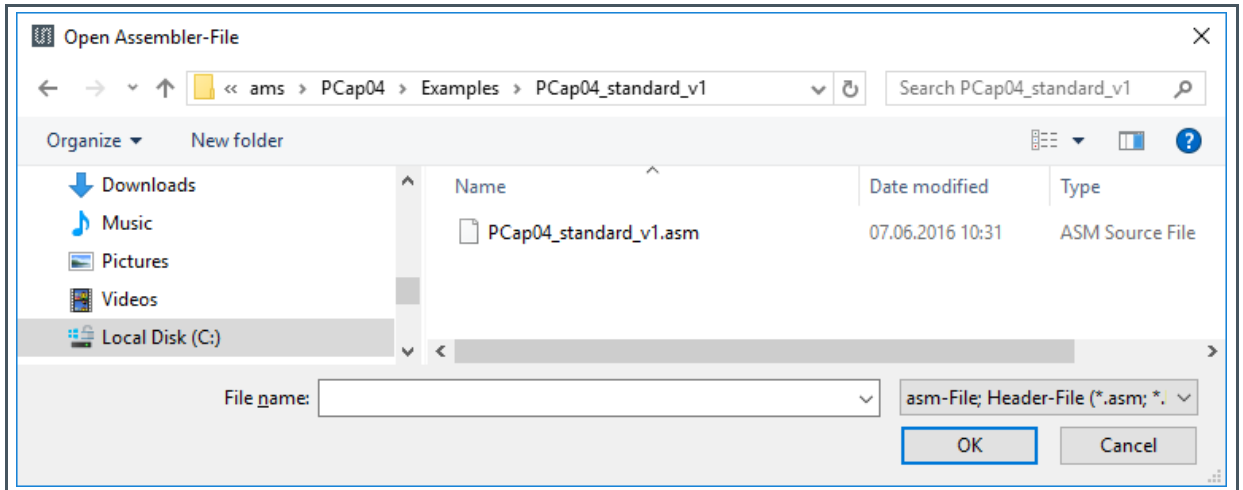 Open Assembler-File
« ams > PCap04 > Examples > PCap04_standard_v1
Search PCap04_standard_v1
Organize New folder
Downloads
Music
Pictures
Videos
Local Disk (C:)
Name Date modified Type
PCap04_standard_v1.asm 07.06.2016 10:31 ASM Source File
File name: asm-File; Header-File (*.asm; *.
OK Cancel